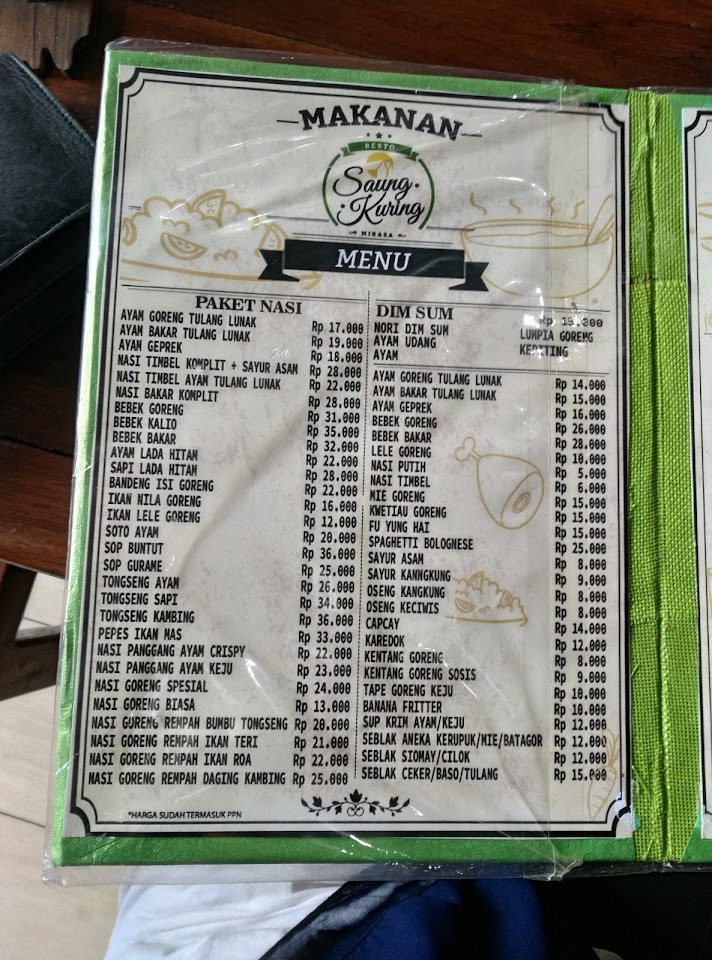 MAKANAN
RESTO
Saung
Kuring
MIRASA
MENU
PAKET NASI
AYAM GORENG TULANG LUNAK Rp 17.000
AYAM BAKAR TULANG LUNAK Rp 19.000
AYAM GEPREK Rp 18.000
NASI TIMBEL KOMPLIT + SAYUR ASAM Rp 28.000
NASI TIMBEL AYAM TULANG LUNAK Rp 22.000
NASI BAKAR KOMPLIT Rp 28.000
BEBEK GORENG Rp 31.000
BEBEK KALIO Rp 35.000
BEBEK BAKAR Rp 32.000
AYAM LADA HITAM Rp 22.000
SAPI LADA HITAM Rp 28.000
BANDENG ISI GORENG Rp 22.000
IKAN NILA GORENG Rp 16.000
IKAN LELE GORENG Rp 12.000
SOTO AYAM Rp 20.000
SOP BUNTUT Rp 36.000
SOP GURAME Rp 25.000
TONGSENG AYAM Rp 26.000
TONGSENG SAPI Rp 34.000
TONGSENG KAMBING Rp 36.000
PEPES IKAN MAS Rp 33.000
NASI PANGGANG AYAM CRISPY Rp 22.000
NASI PANGGANG AYAM KEJU Rp 23.000
NASI GORENG SPESIAL Rp 24.000
NASI GORENG BIASA Rp 13.000
NASI GORENG REMPAH BUMBU TONGSENG Rp 20.000
NASI GORENG REMPAH IKAN TERI Rp 21.000
NASI GORENG REMPAH IKAN ROA Rp 22.000
NASI GORENG REMPAH DAGING KAMBING Rp 25.000
*HARGA SUDAH TERMASUK PPN
DIM SUM Rp
NORI DIM SUM LUMPIA GORENG
AYAM UDANG KEPITING
AYAM
AYAM GORENG TULANG LUNAK Rp 14.000
AYAM BAKAR TULANG LUNAK Rp 15.000
AYAM GEPREK Rp 16.000
BEBEK GORENG Rp 26.000
BEBEK BAKAR Rp 28.000
LELE GORENG Rp 10.000
NASI PUTIH Rp 5.000
NASI TIMBEL Rp 6.000
MIE GORENG Rp 15.000
KWETIAU GORENG Rp 15.000
FU YUNG HAI Rp 15.000
SPAGHETTI BOLOGNESE Rp 25.000
SAYUR ASAM Rp 8.000
SAYUR KANNGKUNG Rp 9.000
OSENG KANGKUNG Rp 8.000
OSENG KECIWIS Rp 8.000
CAPCAY Rp 14.000
KAREDOK Rp 12.000
KENTANG GORENG Rp 8.000
KENTANG GORENG SOSIS Rp 9.000
TAPE GORENG KEJU Rp 10.000
BANANA FRITTER Rp 10.000
SUP KRIM AYAM/KEJU Rp 12.000
SEBLAK ANEKA KERUPUK/MIE/BATAGOR Rp 12.000
SEBLAK SIOMAY/CILOK Rp 12.000
SEBLAK CEKER/BASO/TULANG Rp 15.000